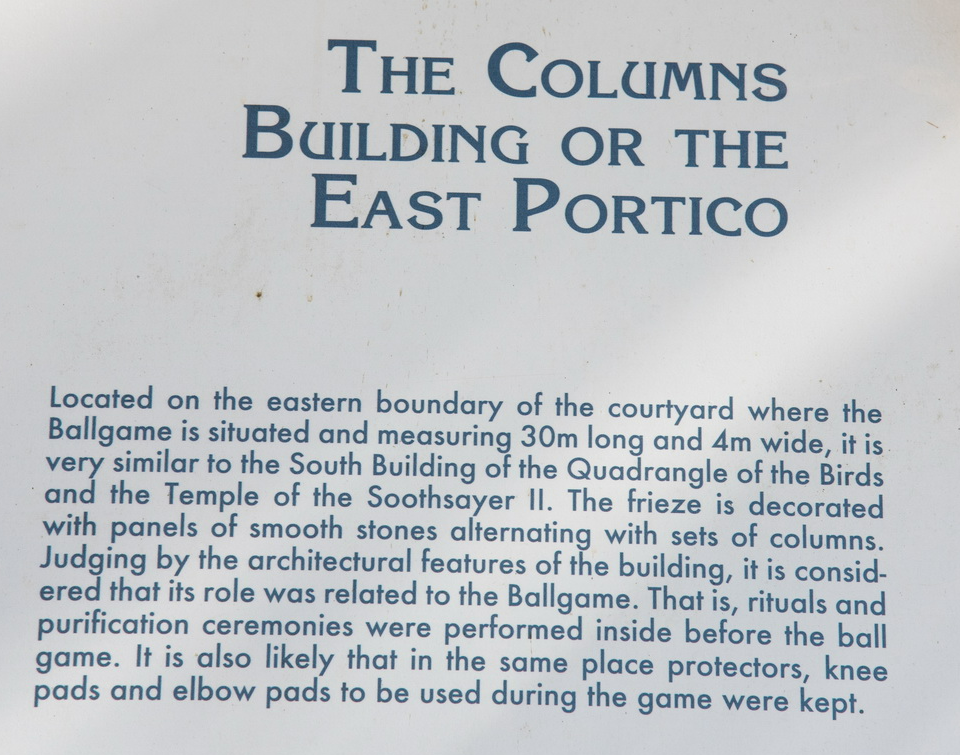 The Columns
Building or the
East Portico
Located on the eastern boundary of the courtyard where the
Ballgame is situated and measuring 30m long and 4m wide, it is
very similar to the South Building of the Quadrangle of the Birds
and the Temple of the Soothsayer II. The frieze is decorated
with panels of smooth stones alternating with sets of columns.
Judging by the architectural features of the building, it is consid-
ered that its role was related to the Ballgame. That is, rituals and
purification ceremonies were performed inside before the ball
game. It is also likely that in the same place protectors, knee
pads and elbow pads to be used during the game were kept.